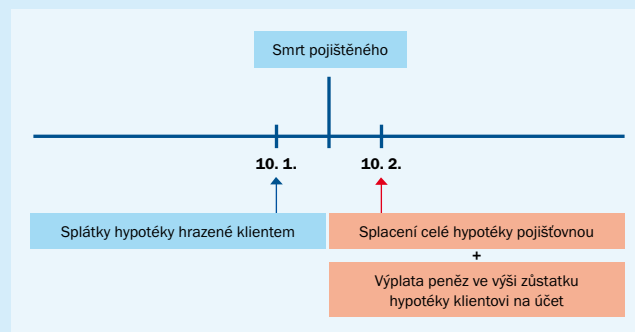 Smrt pojištěného
10. 1.
10. 2.
Splátky hypotéky hrazené klientem
Splacení celé hypotéky pojišťovnou
+
Výplata peněz ve výši zůstatku
hypotéky klientovi na účet